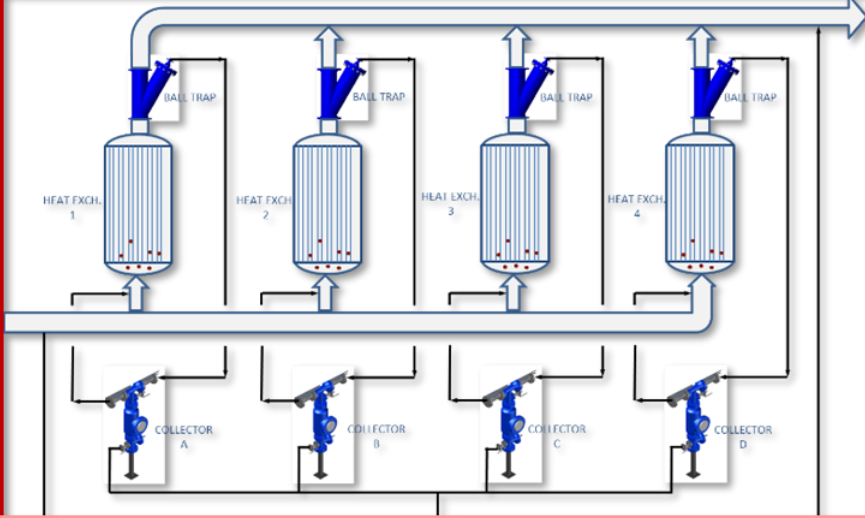 BALL TRAP
BALL TRAP
BALL TRAP
BALL TRAP
HEAT EXCH.
1
HEAT EXCH
2
HEAT EXCH.
3
HEAT EXCH.
4
COLLECTOR
A
COLLECTOR
B
COLLECTOR
C
COLLECTOR
D